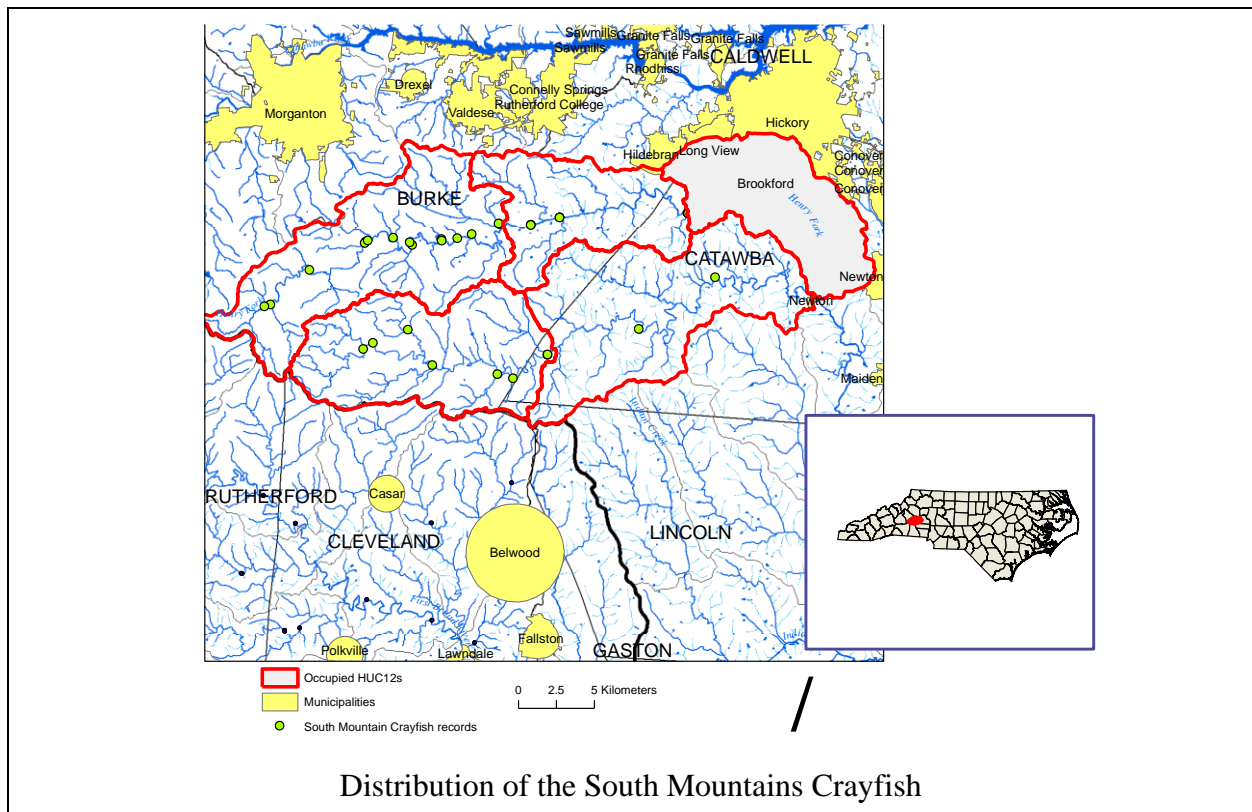 Sawmills
Granite Falls
Granite Falls
Sawmills
Granite Falls
CALDWELL
Rhodhiss
Drexel
Connelly Springs
Rutherford College
Valdese
Morganton
Hickory
Hildebran
Long View
Conover
Conover
Conover
Brookford
BURKE
Henry Fork
CATAWBA
Newton
Newton
Maiden
RUTHERFORD
Casar
CLEVELAND
Belwood
LINCOLN
Fallston
Polkville
Lawndale
GASTON
Occupied HUC12s
Municipalities
South Mountain Crayfish records
0 2.5 5 Kilometers
Distribution of the South Mountains Crayfish